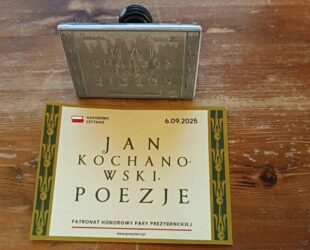 NARODOWE
CZYTANIE
6.09.2025
JAN
KOCHANO-
WSKI.
POEZJE
PATRONAT HONOROWY PARY PREZYDENCKIEJ
www.prezydent.pl